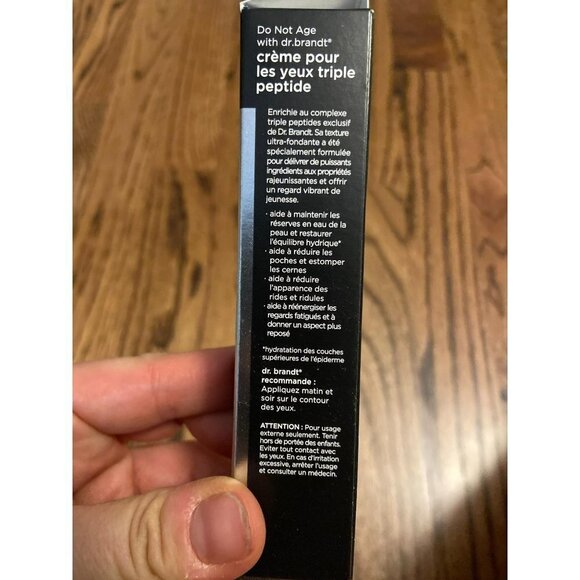 Do Not Age
with dr.brandt®
crème pour
les yeux triple
peptide
Enrichie au complexe
triple peptides exclusif
de Dr. Brandt. Sa texture
ultra-fondante a été
spécialement formulée
pour délivrer de puissants
ingrédients aux propriétés
rajeunissantes et offrir
un regard vibrant de
jeunesse.
· aide à maintenir les
réserves en eau de la
peau et restaurer
l'équilibre hydrique*
· aide à réduire les
poches et estomper
les cernes
· aide à réduire
l'apparence des
rides et ridules
· aide à réénergiser les
regards fatigués et à
donner un aspect plus
reposé
*hydratation des couches
supérieures de l'épiderme
dr. brandt®
recommande :
Appliquez matin et
soir sur le contour
des yeux.
ATTENTION : Pour usage
externe seulement. Tenir
hors de portée des enfants.
Eviter tout contact avec
les yeux. En cas d'irritation
excessive, arrêter l'usage
et consulter un médecin.